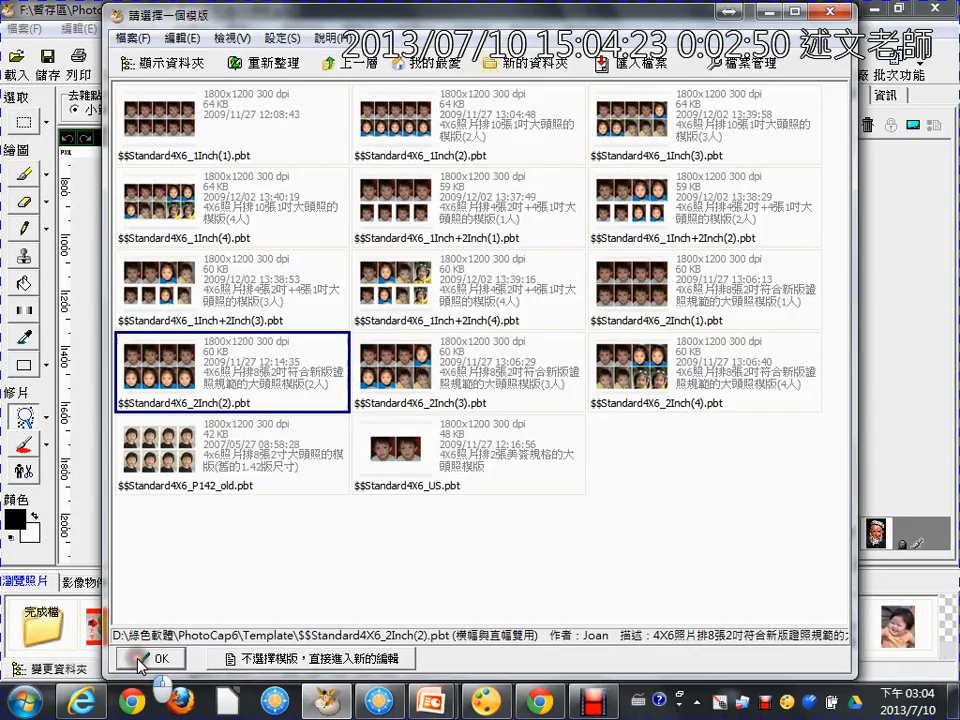 F:\暫存區\Photo
請選擇一個模版
檔案(F) 編輯(E)
檔案(F) 編輯(E) 檢視(V) 設定(S) 說明
2013/07/10 15:04:23 0:02:50 述文老師
載入 儲存 列印
顯示資料夾 重新整理 上一層 我的最愛 新的資料夾 匯入檔案 檔案管理
批次功能
選取
去雜點
資訊
1800x1200 300 dpi
64 KB
2009/11/27 12:08:43
$$Standard4X6_1Inch(1).pbt
1800x1200 300 dpi
64 KB
2009/11/27 13:04:48
4X6照片排10張1吋大頭照的模版(2人)
$$Standard4X6_1Inch(2).pbt
1800x1200 300 dpi
64 KB
2009/12/02 13:39:58
4X6照片排10張1吋大頭照的模版(3人)
$$Standard4X6_1Inch(3).pbt
繪圖
1800x1200 300 dpi
64 KB
2009/12/02 13:40:19
4X6照片排10張1吋大頭照的模版(4人)
$$Standard4X6_1Inch(4).pbt
1800x1200 300 dpi
59 KB
2009/12/02 13:37:49
4X6照片排4張2吋+4張1吋大頭照的模版(1人)
$$Standard4X6_1Inch+2Inch(1).pbt
1800x1200 300 dpi
59 KB
2009/12/02 13:38:29
4X6照片排4張2吋+4張1吋大頭照的模版(2人)
$$Standard4X6_1Inch+2Inch(2).pbt
1800x1200 300 dpi
60 KB
2009/12/02 13:38:53
4X6照片排4張2吋+4張1吋大頭照的模版(3人)
$$Standard4X6_1Inch+2Inch(3).pbt
1800x1200 300 dpi
60 KB
2009/12/02 13:39:16
4X6照片排4張2吋+4張1吋大頭照的模版(4人)
$$Standard4X6_1Inch+2Inch(4).pbt
1800x1200 300 dpi
60 KB
2009/11/27 13:06:13
4X6照片排8張2吋符合新版證照規範的大頭照模版(1人)
$$Standard4X6_2Inch(1).pbt
1800x1200 300 dpi
60 KB
2009/11/27 12:14:35
4X6照片排8張2吋符合新版證照規範的大頭照模版(2人)
$$Standard4X6_2Inch(2).pbt
1800x1200 300 dpi
60 KB
2009/11/27 13:06:29
4X6照片排8張2吋符合新版證照規範的大頭照模版(3人)
$$Standard4X6_2Inch(3).pbt
1800x1200 300 dpi
60 KB
2009/11/27 13:06:40
4X6照片排8張2吋符合新版證照規範的大頭照模版(4人)
$$Standard4X6_2Inch(4).pbt
修片
1800x1200 300 dpi
42 KB
2007/05/27 08:58:28
4x6照片排8張2寸大頭照的模版(舊的1.42版尺寸)
$$Standard4X6_P142_old.pbt
1800x1200 300 dpi
48 KB
2009/11/27 12:16:56
4X6照片排2張美簽規格的大頭照模版
$$Standard4X6_US.pbt
顏色
瀏覽照片 影像物件
完成檔
D:\綠色軟體\PhotoCap6\Template\$$Standard4X6_2Inch(2).pbt (橫幅與直幅雙用) 作者：Joan 描述：4X6照片排8張2吋符合新版證照規範的大
OK
不選擇模版，直接進入新的編輯
變更資料夾
下午 03:04
2013/7/10